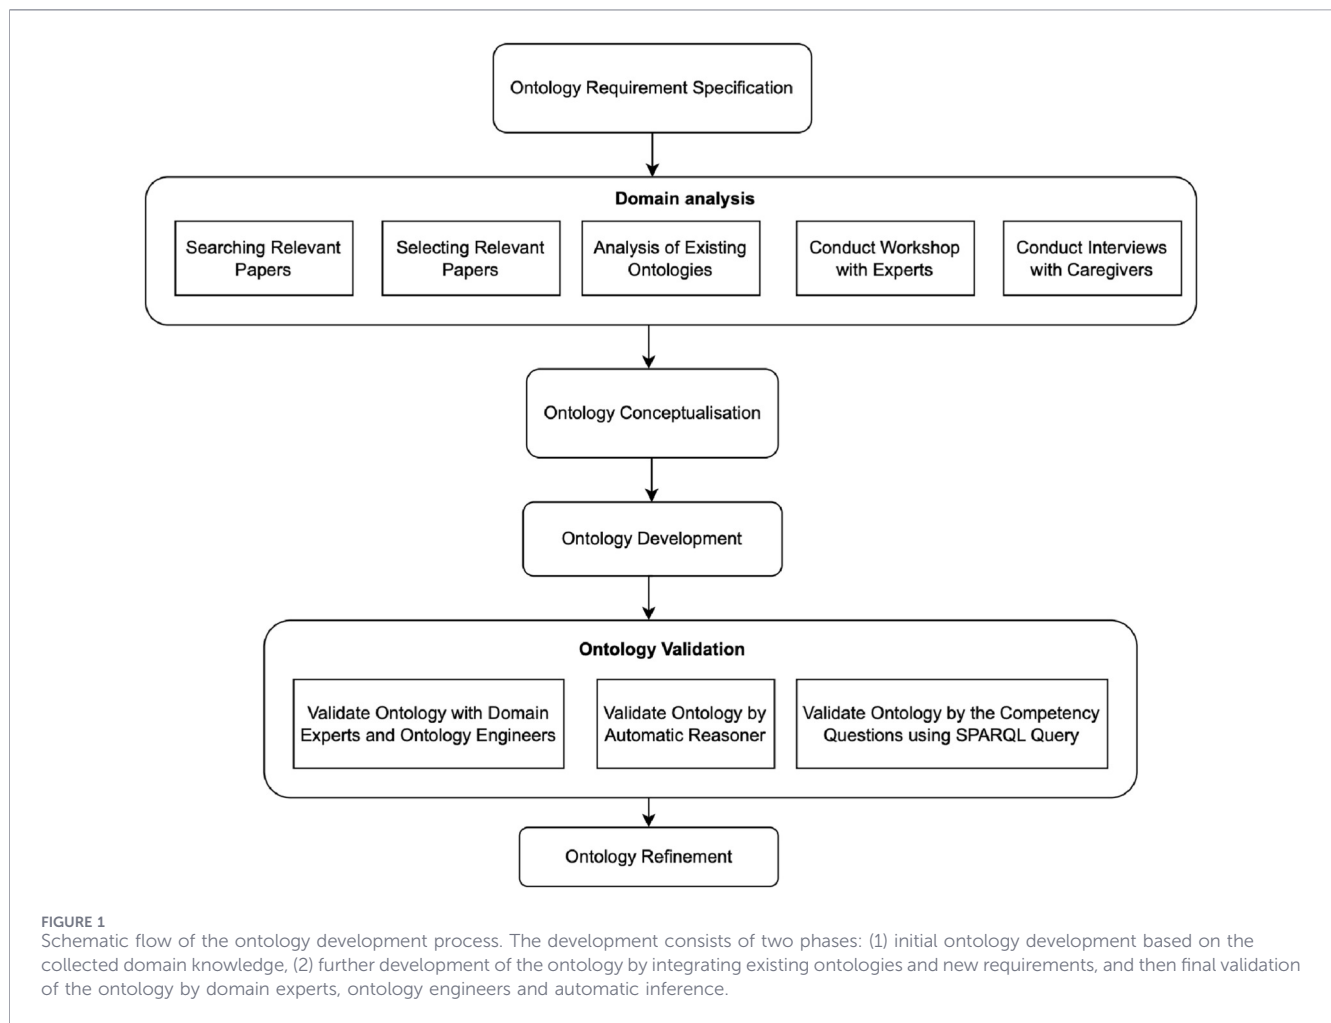 Ontology Requirement Specification
Domain analysis
Searching Relevant
Papers
Selecting Relevant
Papers
Analysis of Existing
Ontologies
Conduct Workshop
with Experts
Conduct Interviews
with Caregivers
Ontology Conceptualisation
Ontology Development
Ontology Validation
Validate Ontology with Domain
Experts and Ontology Engineers
Validate Ontology by
Automatic Reasoner
Validate Ontology by the Competency
Questions using SPARQL Query
Ontology Refinement
FIGURE 1
Schematic flow of the ontology development process. The development consists of two phases: (1) initial ontology development based on the
collected domain knowledge, (2) further development of the ontology by integrating existing ontologies and new requirements, and then final validation
of the ontology by domain experts, ontology engineers and automatic inference.